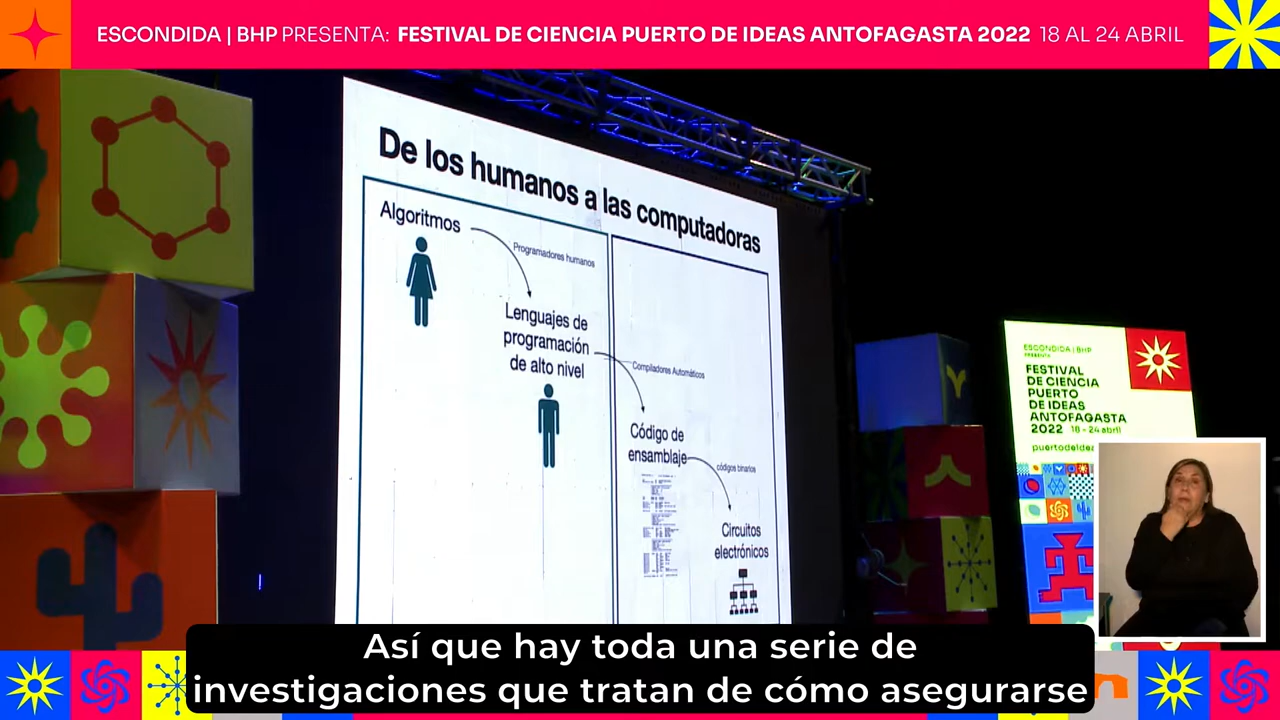 ESCONDIDA | BHP PRESENTA: FESTIVAL DE CIENCIA PUERTO DE IDEAS ANTOFAGASTA 2022 18 AL 24 ABRIL
De los humanos a las computadoras
Algoritmos
Programadores humanos
Lenguajes de
programación
de alto nivel
Compiladores Automáticos
Código de
ensamblaje
códigos binarios
Circuitos
electrónicos
ESCONDIDA | BHP
PRESENTA
FESTIVAL
DE CIENCIA
PUERTO
DE IDEAS
ANTOFAGASTA
2022 18 - 24 abril
puertodeidea
Así que hay toda una serie de
investigaciones que tratan de cómo asegurarse